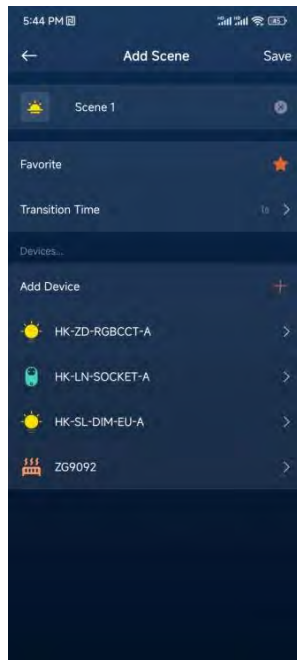 5:44 PM
45
Add Scene
Save
Scene 1
Favorite
Transition Time
1s
Devices...
Add Device
HK-ZD-RGBCCT-A
HK-LN-SOCKET-A
HK-SL-DIM-EU-A
ZG9092